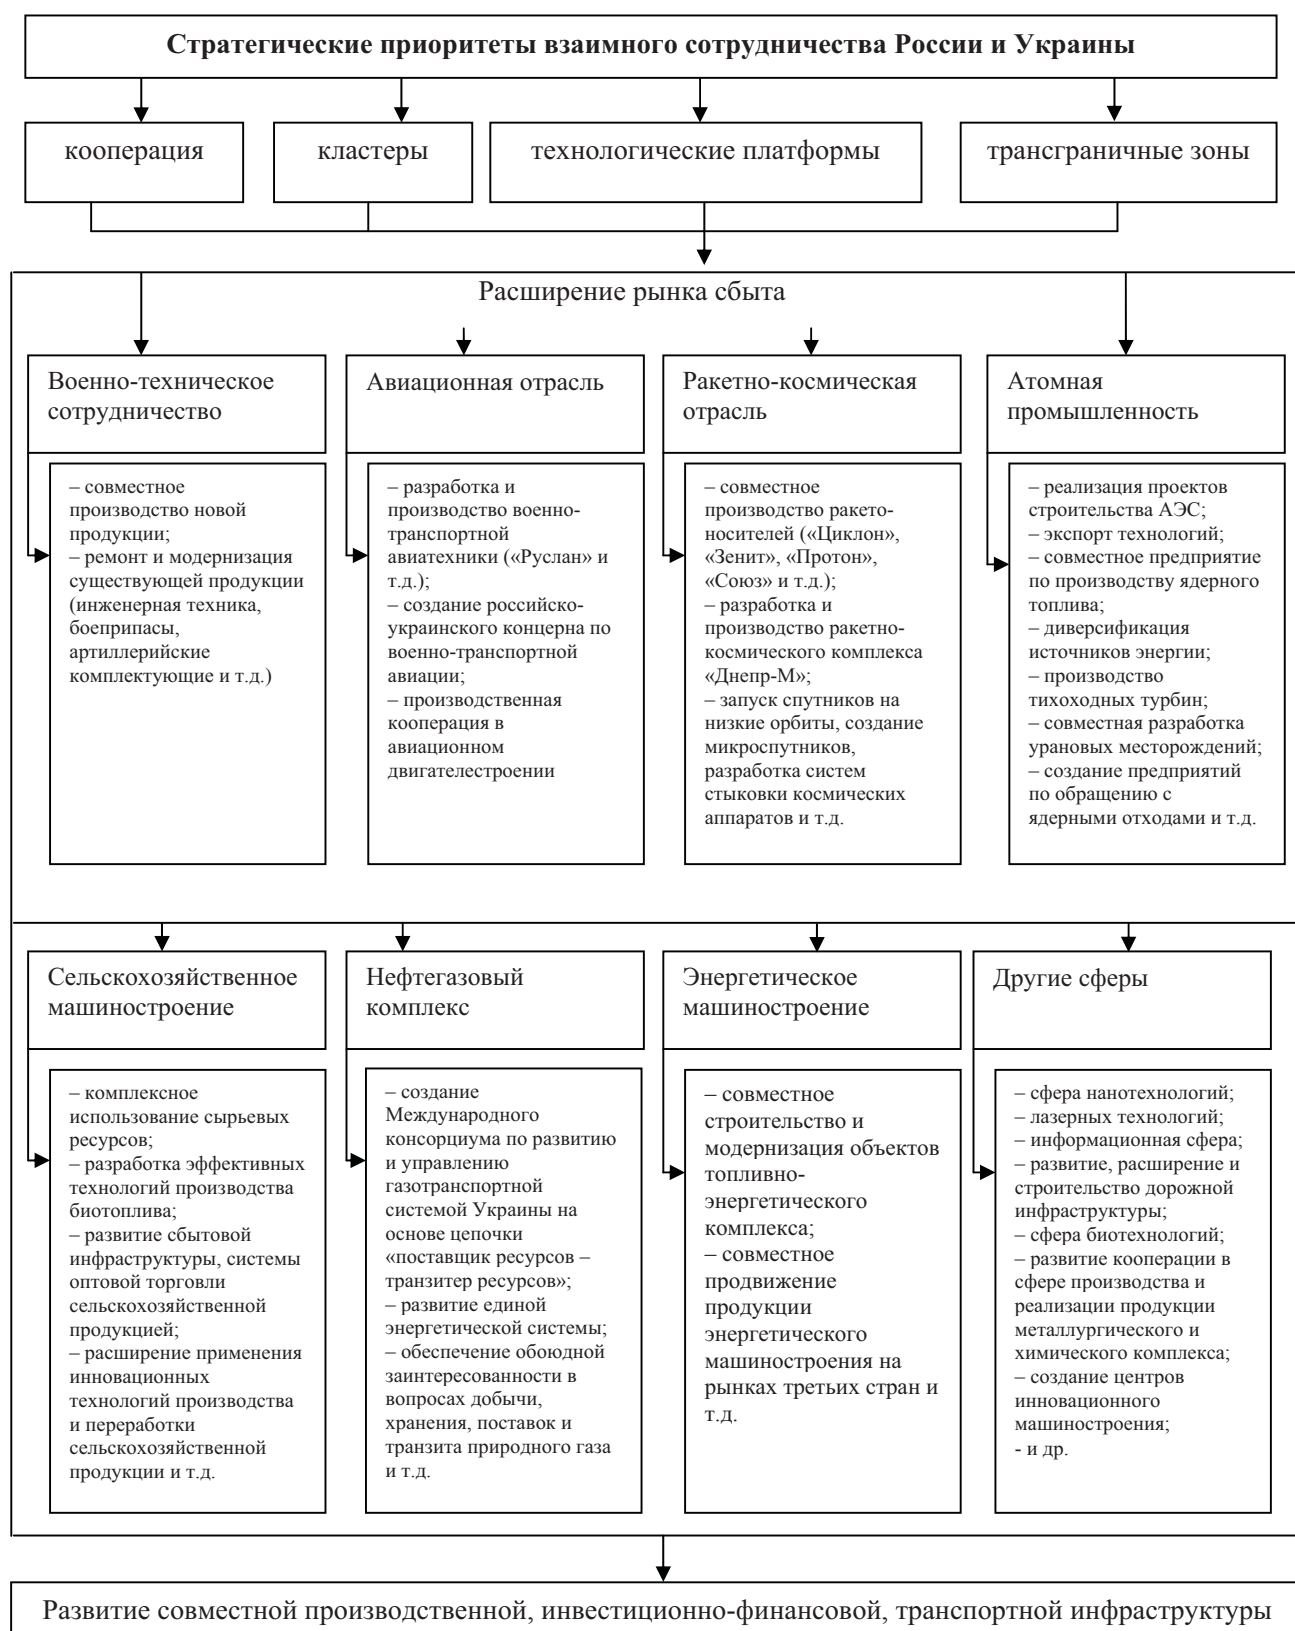 Стратегические приоритеты взаимного сотрудничества России и Украины
кооперация
кластеры
технологические платформы
трансграничные зоны
Расширение рынка сбыта
Военно-техническое
сотрудничество
Авиационная отрасль
Ракетно-космическая
отрасль
Атомная
промышленность
– совместное
производство новой
продукции;
– ремонт и модернизация
существующей продукции
(инженерная техника,
боеприпасы,
артиллерийские
комплектующие и т.д.)
– разработка и
производство военно-
транспортной
авиатехники («Руслан» и
т.д.);
– создание российско-
украинского концерна по
военно-транспортной
авиации;
– производственная
кооперация в
авиационном
двигателестроении
– совместное
производство ракето-
носителей («Циклон»,
«Зенит», «Протон»,
«Союз» и т.д.);
– разработка и
производство ракетно-
космического комплекса
«Днепр-М»;
– запуск спутников на
низкие орбиты, создание
микроспутников,
разработка систем
стыковки космических
аппаратов и т.д.
– реализация проектов
строительства АЭС;
– экспорт технологий;
– совместное предприятие
по производству ядерного
топлива;
– диверсификация
источников энергии;
– производство
тихоходных турбин;
– совместная разработка
урановых месторождений;
– создание предприятий
по обращению с
ядерными отходами и т.д.
Сельскохозяйственное
машиностроение
Нефтегазовый
комплекс
Энергетическое
машиностроение
Другие сферы
– комплексное
использование сырьевых
ресурсов;
– разработка эффективных
технологий производства
биотоплива;
– развитие сбытовой
инфраструктуры, системы
оптовой торговли
сельскохозяйственной
продукцией;
– расширение применения
инновационных
технологий производства
и переработки
сельскохозяйственной
продукции и т.д.
– создание
Международного
консорциума по развитию
и управлению
газотранспортной
системой Украины на
основе цепочки
«поставщик ресурсов –
транзитер ресурсов»;
– развитие единой
энергетической системы;
– обеспечение обоюдной
заинтересованности в
вопросах добычи,
хранения, поставок и
транзита природного газа
и т.д.
– совместное
строительство и
модернизация объектов
топливно-
энергетического
комплекса;
– совместное
продвижение
продукции
энергетического
машиностроения на
рынках третьих стран и
т.д.
– сфера нанотехнологий;
– лазерных технологий;
– информационная сфера;
– развитие, расширение и
строительство дорожной
инфраструктуры;
– сфера биотехнологий;
– развитие кооперации в
сфере производства и
реализации продукции
металлургического и
химического комплекса;
– создание центров
инновационного
машиностроения;
- и др.
Развитие совместной производственной, инвестиционно-финансовой, транспортной инфраструктуры